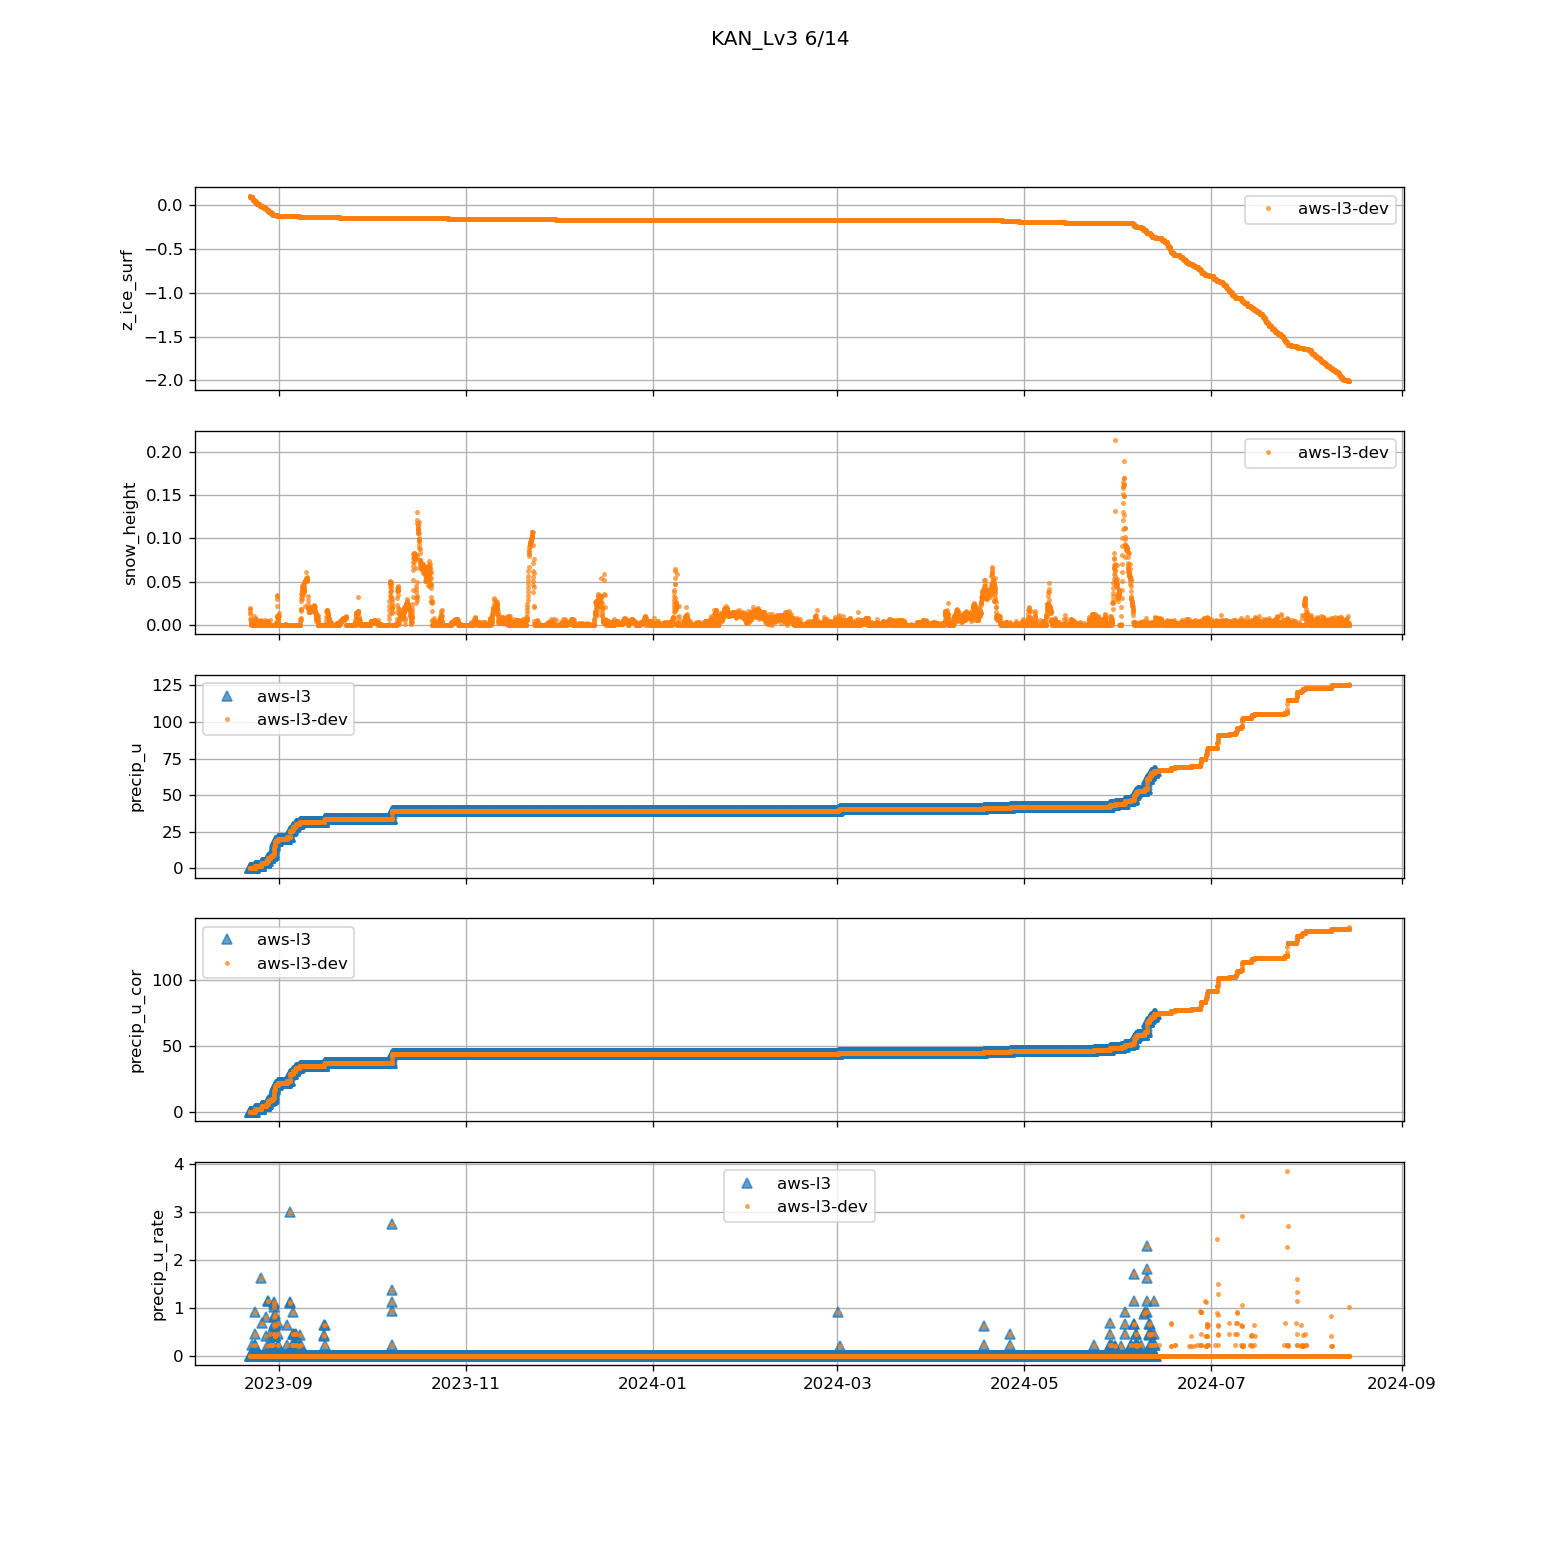 KAN_Lv3 6/14
z_ice_surf
0.0
−0.5
−1.0
−1.5
−2.0
aws-l3-dev
snow_height
0.20
0.15
0.10
0.05
0.00
aws-l3-dev
precip_u
125
100
75
50
25
0
aws-l3
aws-l3-dev
precip_u_cor
100
50
0
aws-l3
aws-l3-dev
precip_u_rate
4
3
2
1
0
aws-l3
aws-l3-dev
2023-09
2023-11
2024-01
2024-03
2024-05
2024-07
2024-09